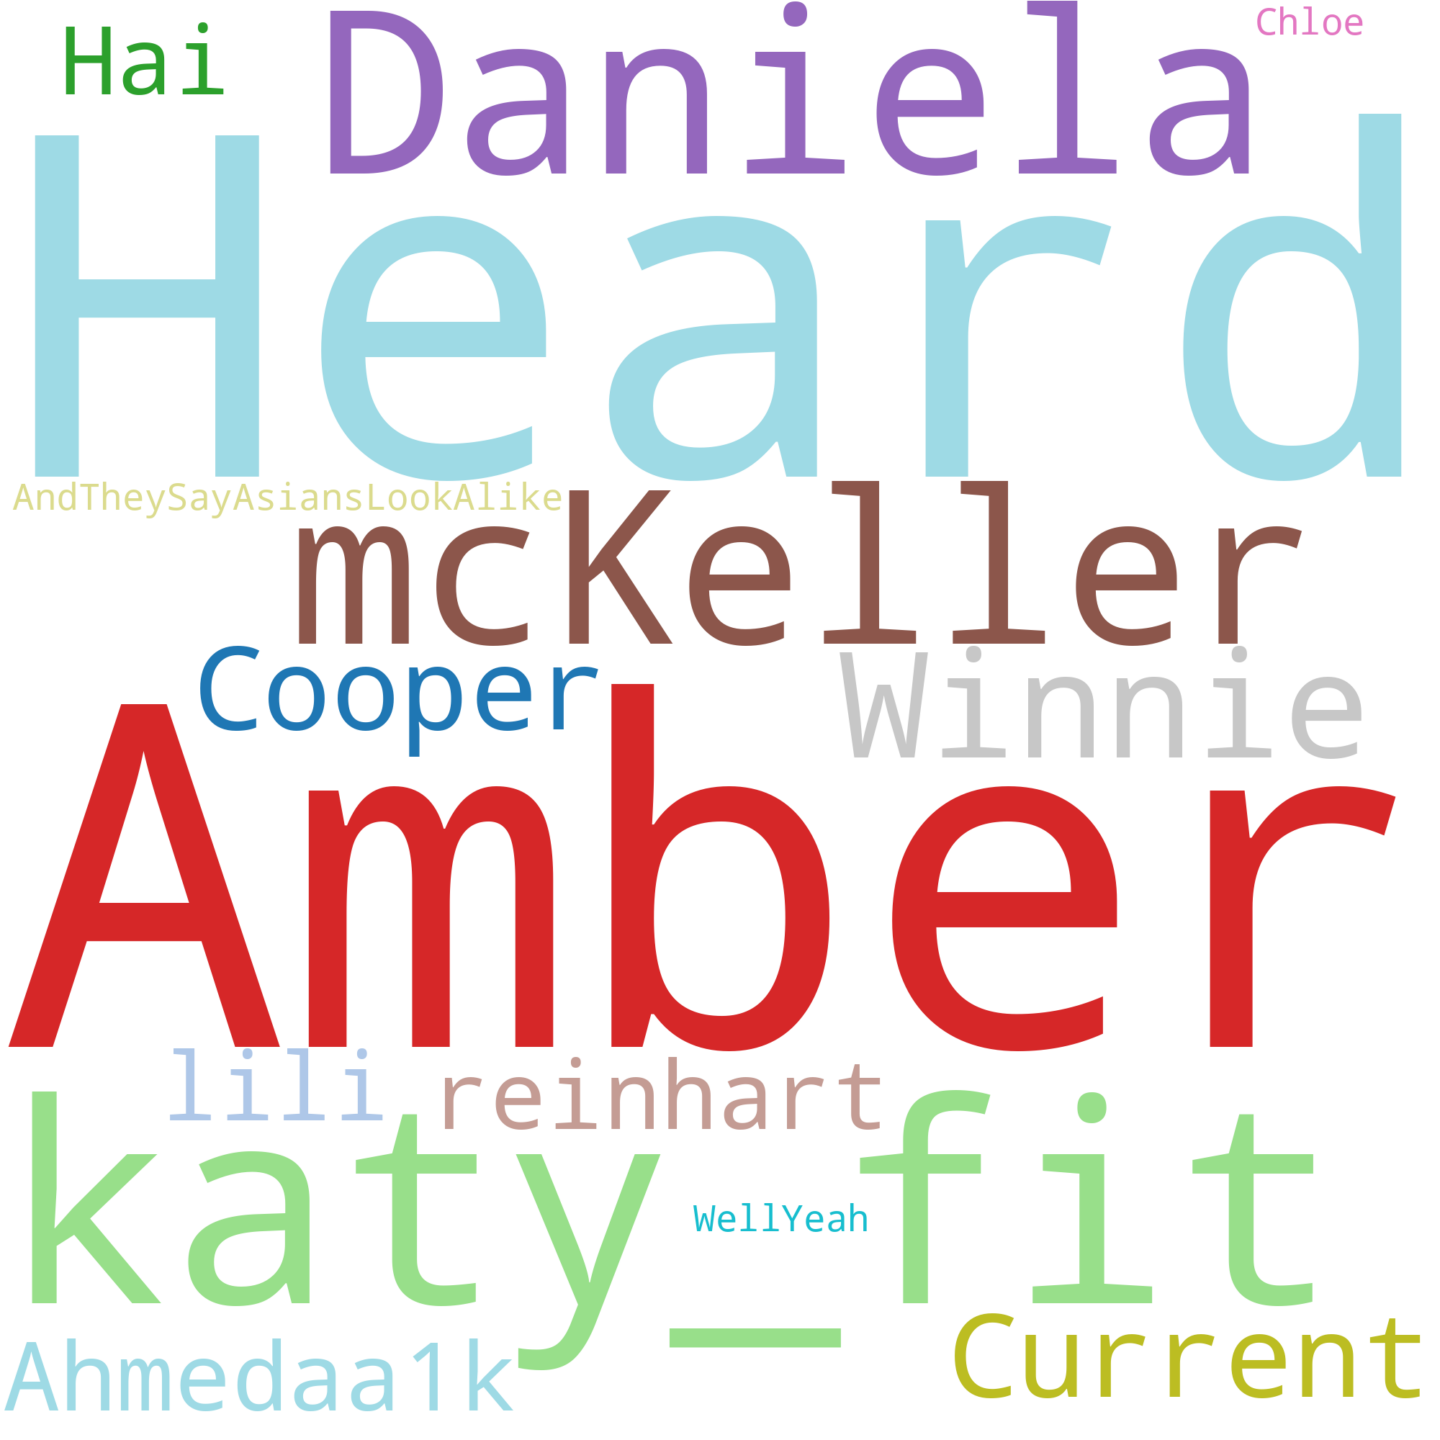 Hai
Daniela
Chloe
Heard
AndTheySayAsiansLookAlike
mcKeller
Cooper
Winnie
Amber
lili
reinhart
katy_fit
WellYeah
Ahmedaa1k
Current